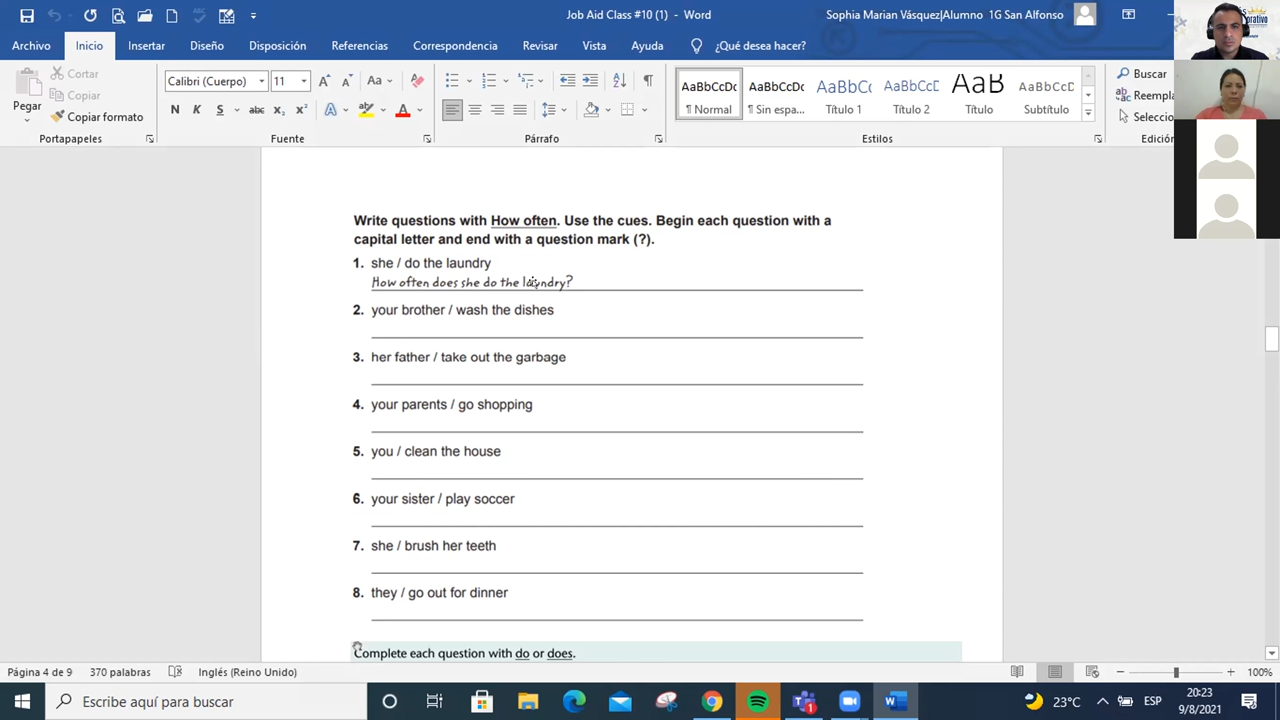 Job Aid Class #10 (1) - Word
Sophia Marian Vásquez|Alumno 1G San Alfonso
Archivo Inicio Insertar Diseño Disposición Referencias Correspondencia Revisar Vista Ayuda ¿Qué desea hacer?
Pegar
Cortar
Copiar
Copiar formato
Portapapeles
Calibri (Cuerpo) 11
N K S abc
Fuente
Párrafo
AaBbCcDc AaBbCcDc AaBbCc AaBbCcC AaB AaBbCcC
¶ Normal ¶ Sin espa... Título 1 Título 2 Título Subtítulo
Estilos
Buscar
Reempla
Seleccio
Edición
Write questions with How often. Use the cues. Begin each question with a
capital letter and end with a question mark (?).
1. she / do the laundry
How often does she do the laundry?
2. your brother / wash the dishes
3. her father / take out the garbage
4. your parents / go shopping
5. you / clean the house
6. your sister / play soccer
7. she / brush her teeth
8. they / go out for dinner
Complete each question with do or does.
Página 4 de 9 370 palabras Inglés (Reino Unido) 100%
Escribe aquí para buscar
23°C ESP 20:23
9/8/2021